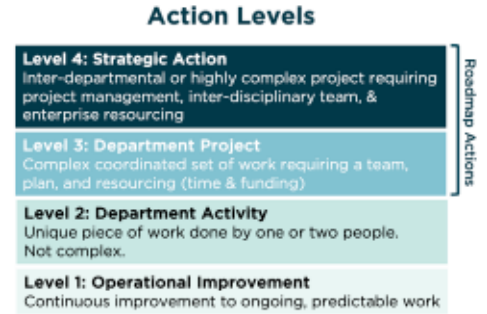 Action Levels
Level 4: Strategic Action
Inter-departmental or highly complex project requiring
project management, inter-disciplinary team, &
enterprise resourcing
Level 3: Department Project
Complex coordinated set of work requiring a team,
plan, and resourcing (time & funding)
Roadmap Actions
Level 2: Department Activity
Unique piece of work done by one or two people.
Not complex.
Level 1: Operational Improvement
Continuous improvement to ongoing, predictable work